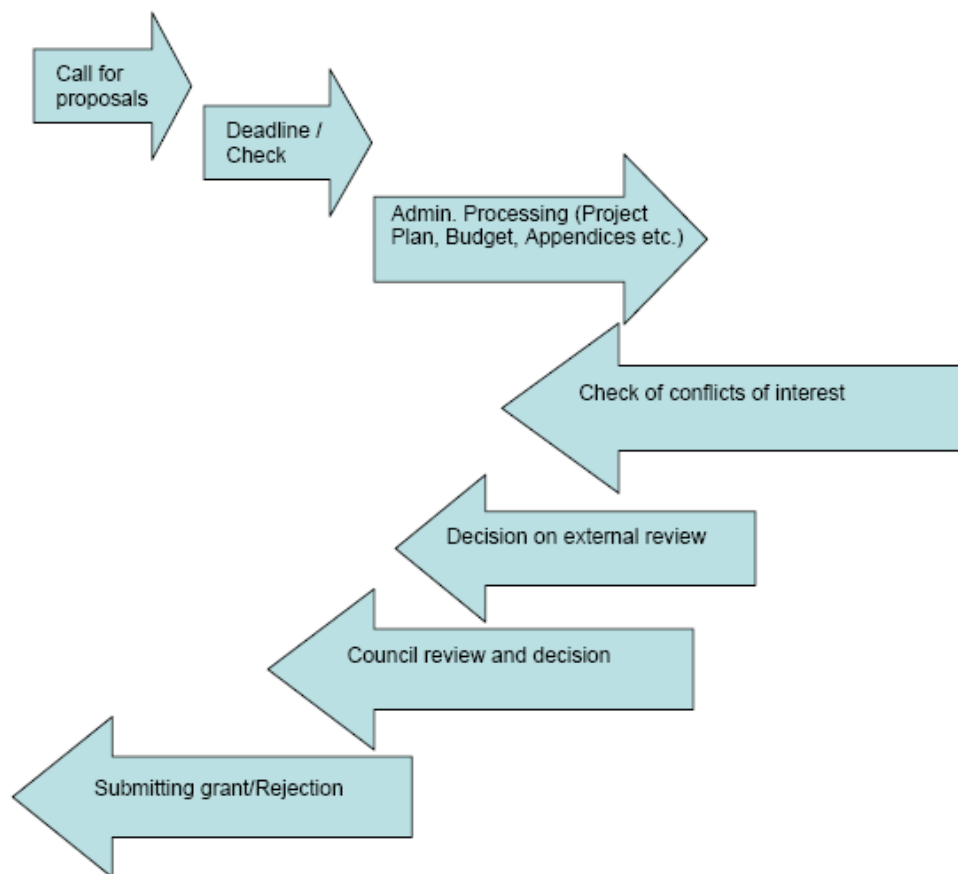 Call for
proposals
Deadline /
Check
Admin. Processing (Project
Plan, Budget, Appendices etc.)
Check of conflicts of interest
Decision on external review
Council review and decision
Submitting grant/Rejection